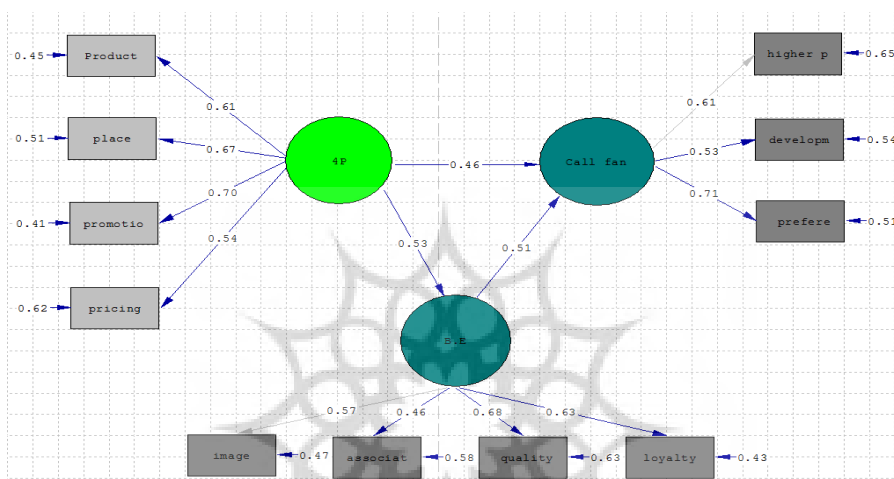 0.45
Product
0.61
0.51
place
0.67
0.41
promotio
0.70
0.62
pricing
0.54
4P
0.46
Call fan
0.61
higher p
0.65
0.53
developm
0.54
0.71
prefere
0.51
0.53
0.51
B.E
0.57
0.46
0.68
0.63
image
0.47
associat
0.58
quality
0.63
loyalty
0.43